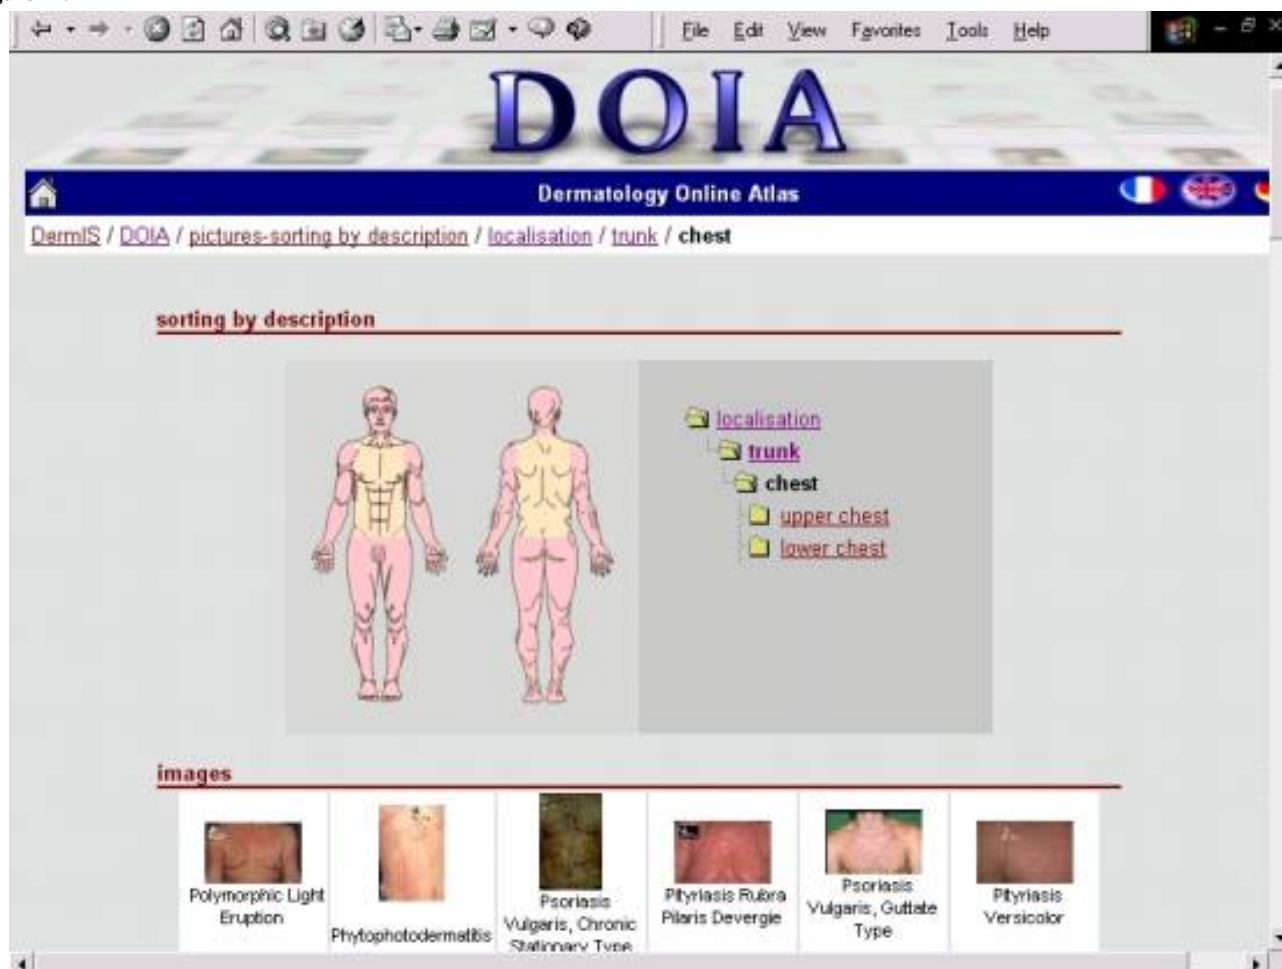 File Edit View Favorites Tools Help
DOIA
Dermatology Online Atlas
DermIS / DOIA / pictures-sorting by description / localisation / trunk / chest
sorting by description
localisation
trunk
chest
upper chest
lower chest
images
Polymorphic Light
Eruption
Phytophotodermatitis
Psoriasis
Vulgaris, Chronic
Stationary Type
Pityriasis Rubra
Pilaris Devergie
Psoriasis
Vulgaris, Guttate
Type
Pityriasis
Versicolor